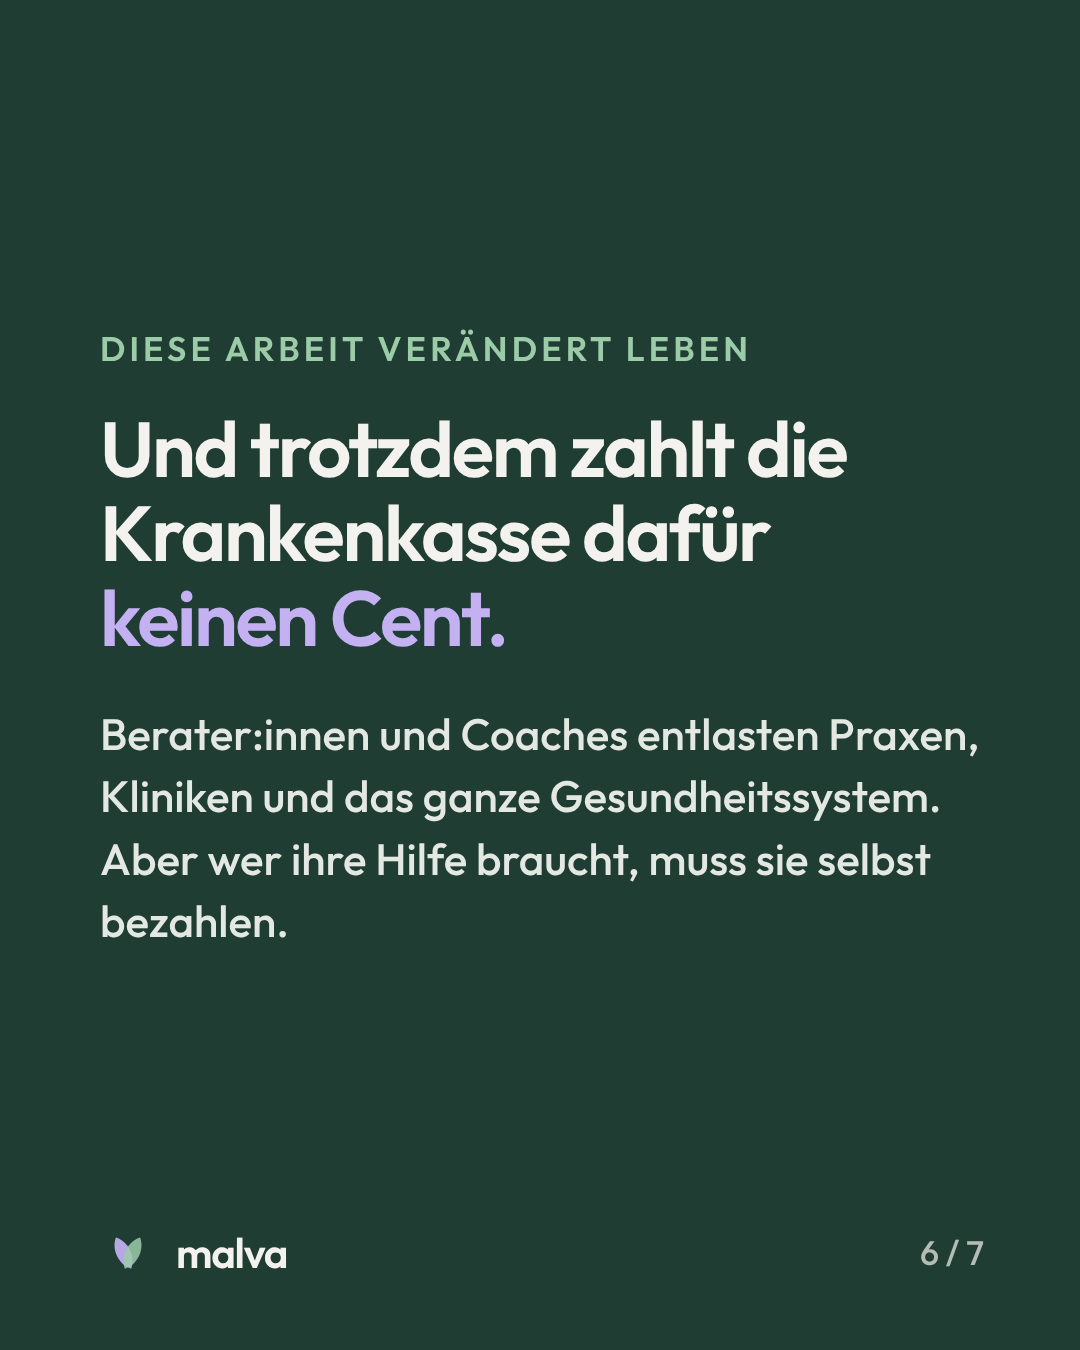 DIESE ARBEIT VERÄNDERT LEBEN
Und trotzdem zahlt die
Krankenkasse dafür
keinen Cent.
Berater:innen und Coaches entlasten Praxen,
Kliniken und das ganze Gesundheitssystem.
Aber wer ihre Hilfe braucht, muss sie selbst
bezahlen.
malva
6 / 7